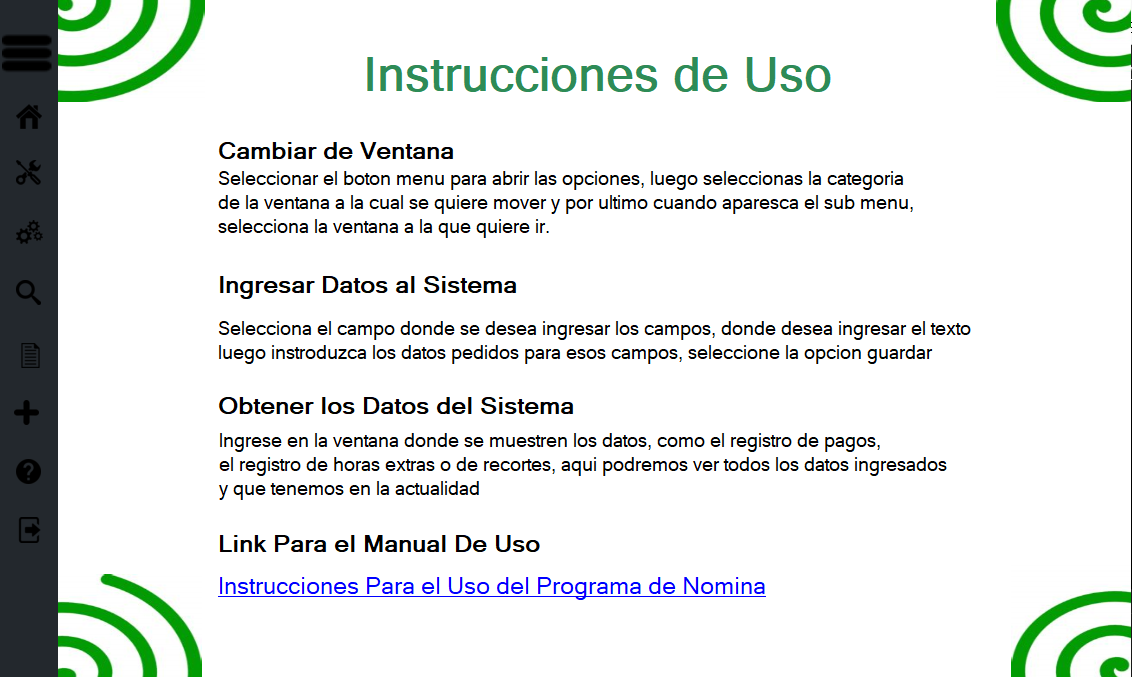 Instrucciones de Uso
Cambiar de Ventana
Seleccionar el boton menu para abrir las opciones, luego seleccionas la categoria
de la ventana a la cual se quiere mover y por ultimo cuando aparesca el sub menu,
selecciona la ventana a la que quiere ir.
Ingresar Datos al Sistema
Selecciona el campo donde se desea ingresar los campos, donde desea ingresar el texto
luego instroduzca los datos pedidos para esos campos, seleccione la opcion guardar
Obtener los Datos del Sistema
Ingrese en la ventana donde se muestren los datos, como el registro de pagos,
el registro de horas extras o de recortes, aqui podremos ver todos los datos ingresados
y que tenemos en la actualidad
Link Para el Manual De Uso
Instrucciones Para el Uso del Programa de Nomina